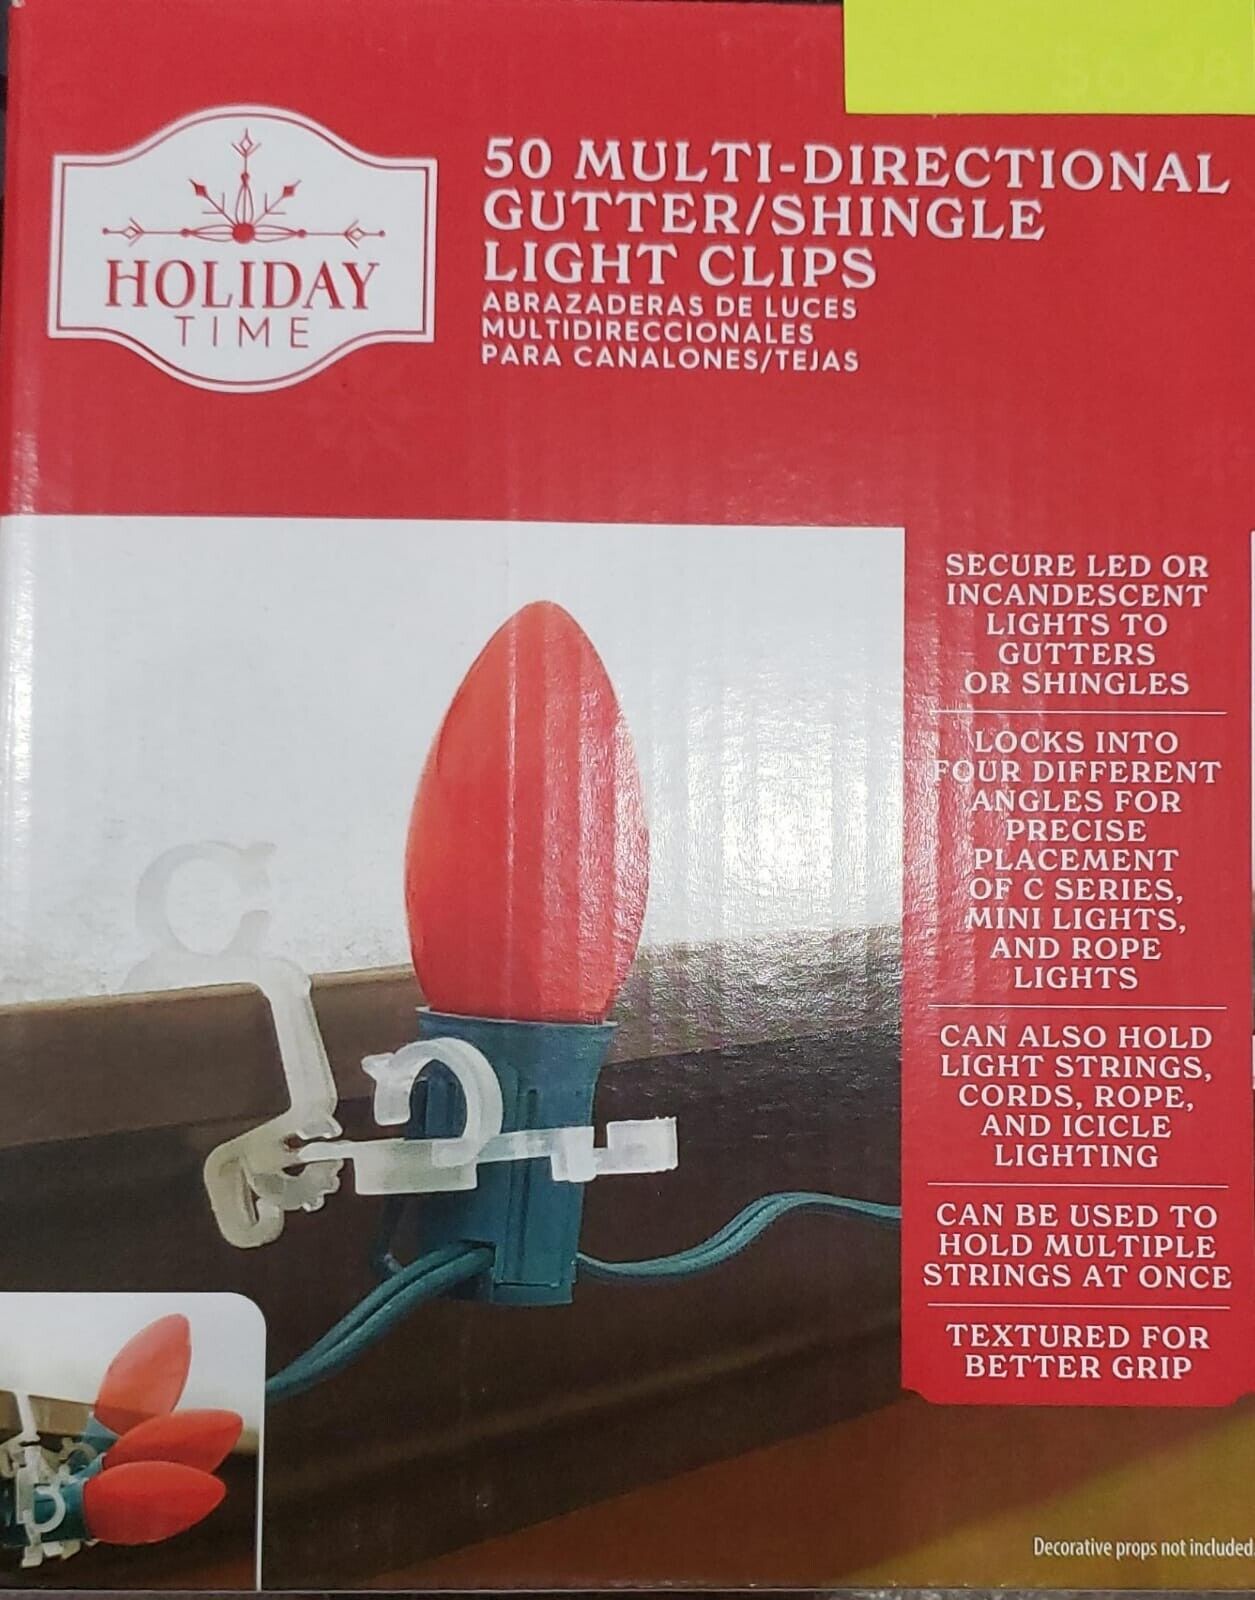 $6.98
HOLIDAY
TIME
50 MULTI-DIRECTIONAL
GUTTER/SHINGLE
LIGHT CLIPS
ABRAZADERAS DE LUCES
MULTIDIRECCIONALES
PARA CANALONES/TEJAS
SECURE LED OR
INCANDESCENT
LIGHTS TO
GUTTERS
OR SHINGLES
LOCKS INTO
FOUR DIFFERENT
ANGLES FOR
PRECISE
PLACEMENT
OF C SERIES,
MINI LIGHTS,
AND ROPE
LIGHTS
CAN ALSO HOLD
LIGHT STRINGS,
CORDS, ROPE,
AND ICICLE
LIGHTING
CAN BE USED TO
HOLD MULTIPLE
STRINGS AT ONCE
TEXTURED FOR
BETTER GRIP
Decorative props not included